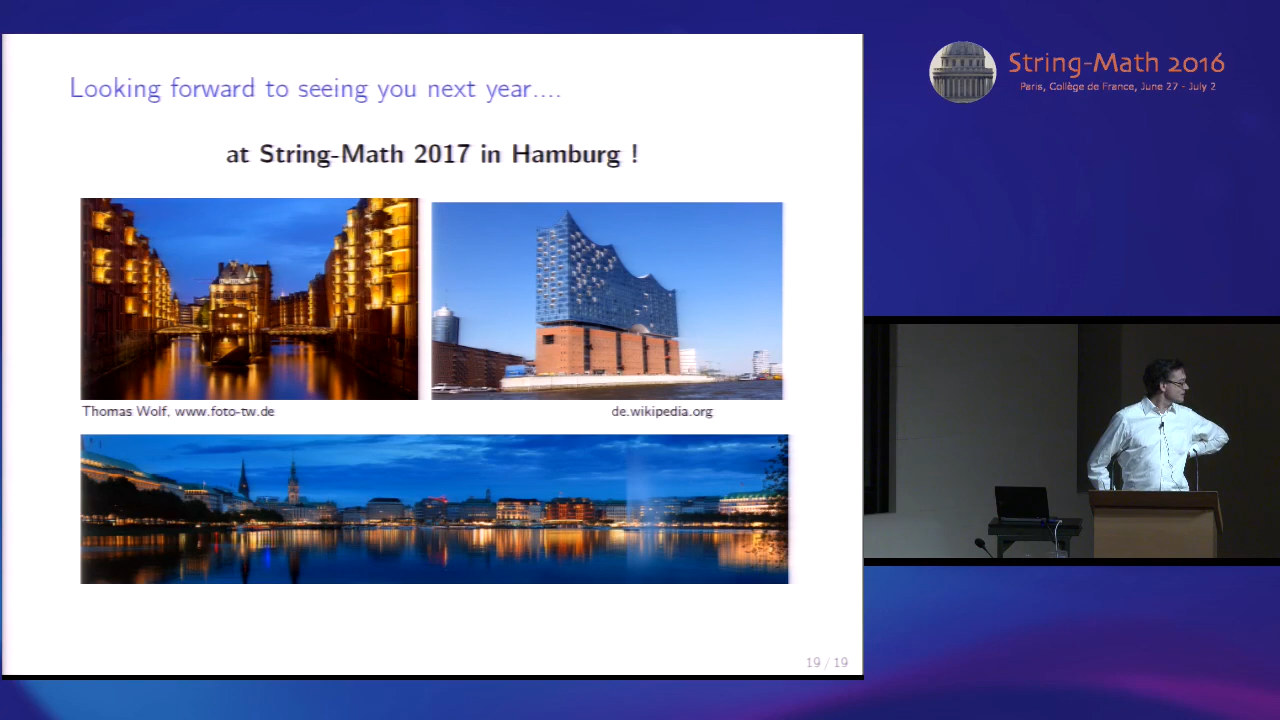 Looking forward to seeing you next year....
at String-Math 2017 in Hamburg !
Thomas Wolf, www.foto-tw.de
de.wikipedia.org
19 / 19
String-Math 2016
Paris, Collège de France, June 27 - July 2